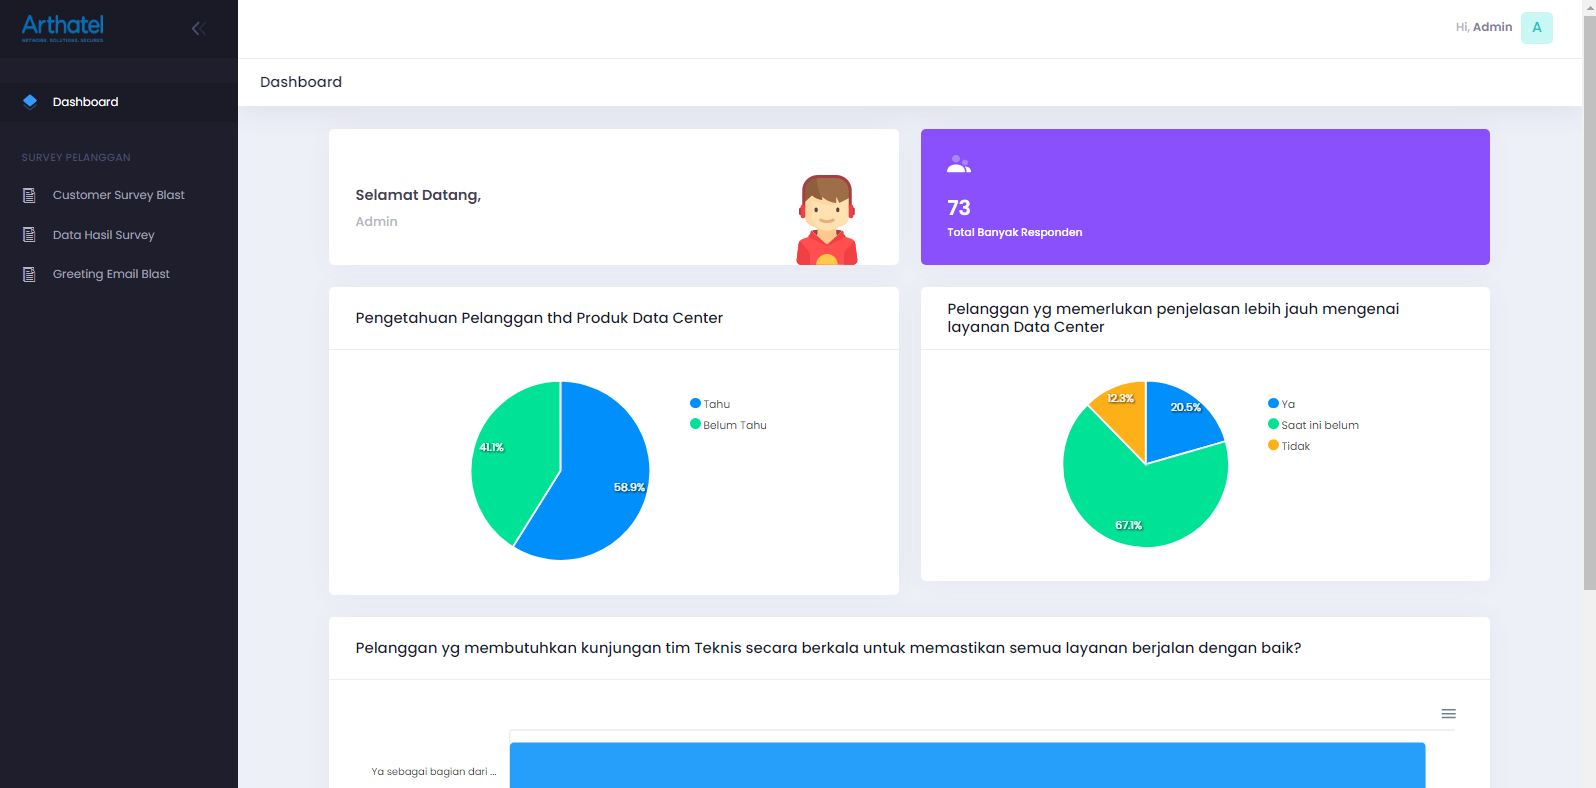 Arthatel
NETWORK. SOLUTIONS. SECURED
Hi, Admin
A
Dashboard
Dashboard
SURVEY PELANGGAN
Customer Survey Blast
Data Hasil Survey
Greeting Email Blast
Selamat Datang,
Admin
73
Total Banyak Responden
Pengetahuan Pelanggan thd Produk Data Center
41.1%
58.9%
Tahu
Belum Tahu
Pelanggan yg memerlukan penjelasan lebih jauh mengenai
layanan Data Center
12.3%
20.5%
67.1%
Ya
Saat ini belum
Tidak
Pelanggan yg membutuhkan kunjungan tim Teknis secara berkala untuk memastikan semua layanan berjalan dengan baik?
Ya sebagai bagian dari ...